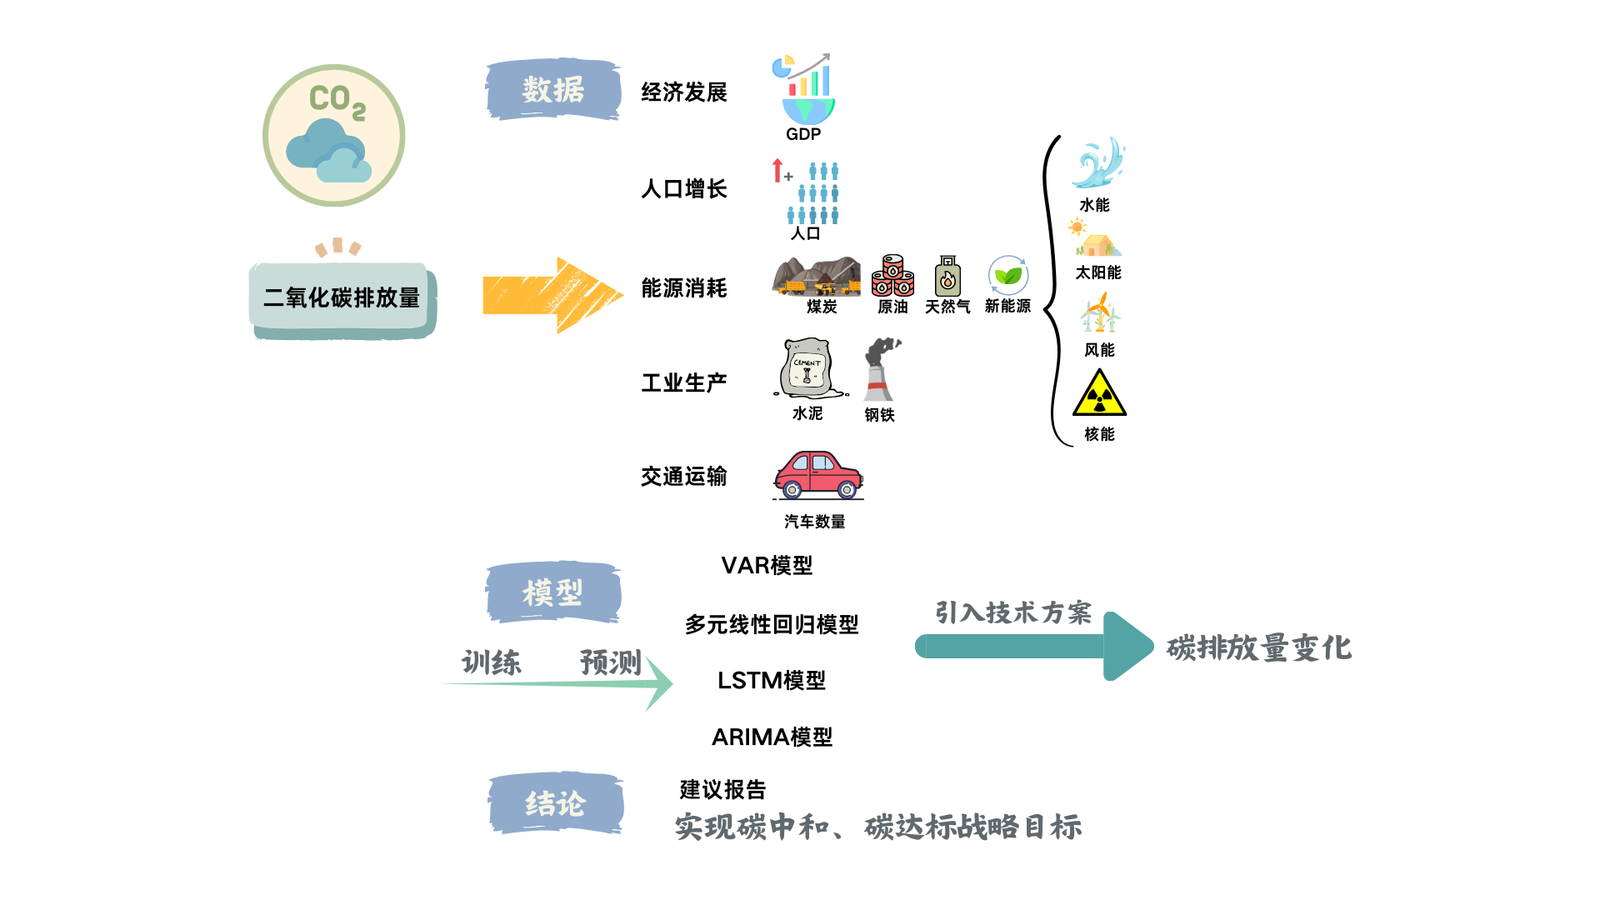 CO2
二氧化碳排放量
数据
经济发展
GDP
人口增长
+
人口
能源消耗
煤炭
原油
天然气
新能源
水能
太阳能
风能
核能
工业生产
CEMENT
水泥
钢铁
交通运输
汽车数量
模型
训练
预测
VAR模型
多元线性回归模型
LSTM模型
ARIMA模型
引入技术方案
碳排放量变化
结论
建议报告
实现碳中和、碳达标战略目标